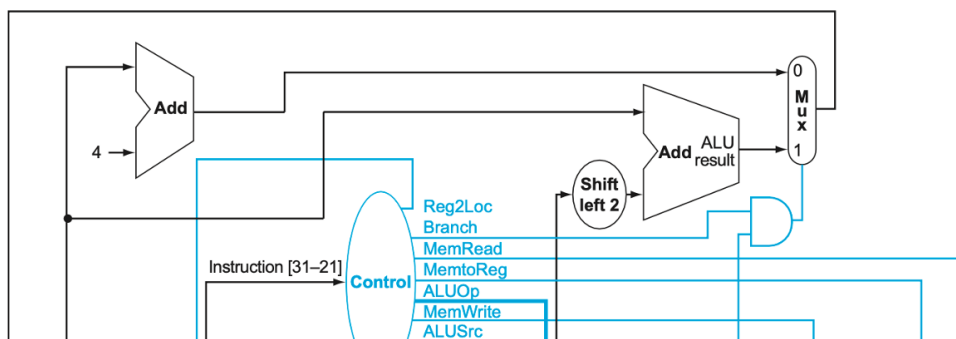 0
Add
M
u
x
ALU
Add result
4
1
Shift
left 2
Reg2Loc
Branch
MemRead
Instruction [31–21]
MemtoReg
Control
ALUOp
MemWrite
ALUSrc